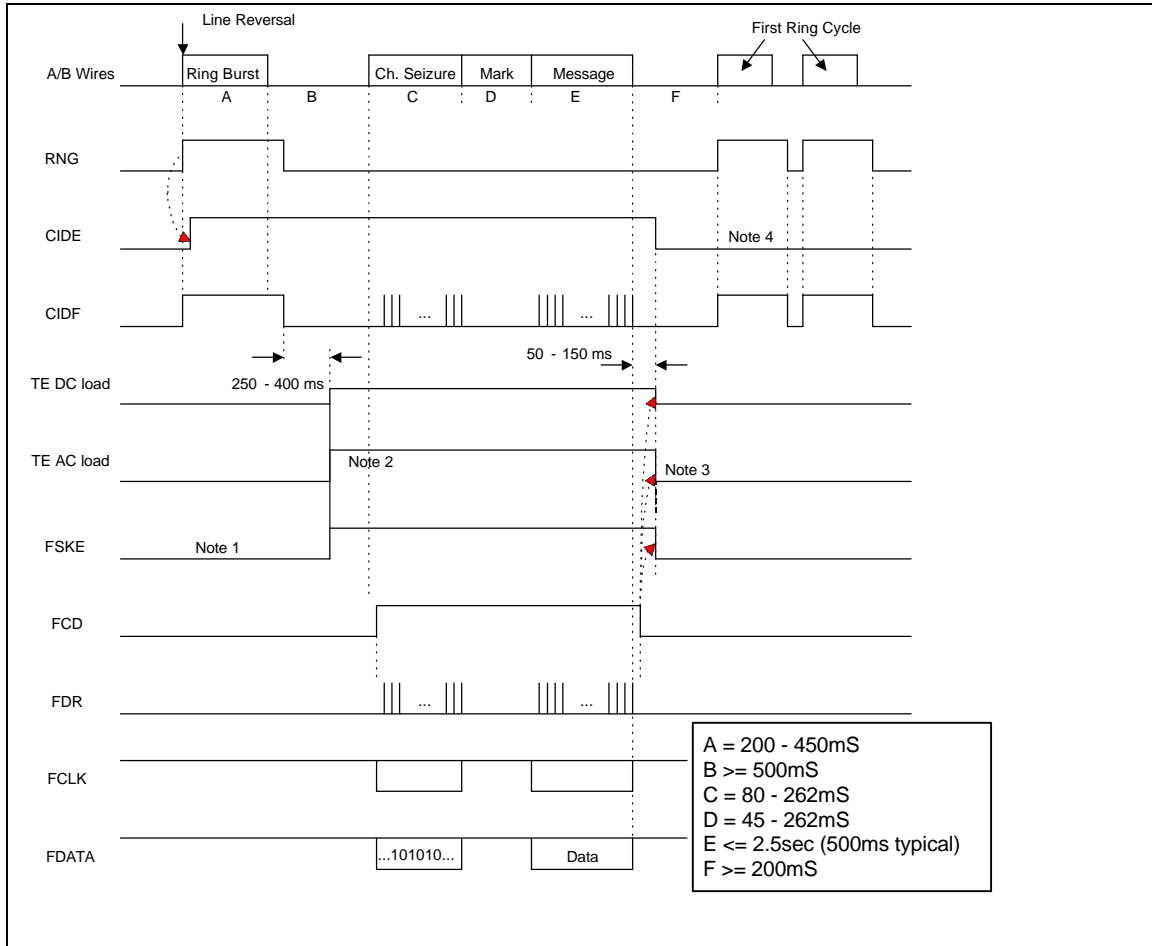 Line Reversal
First Ring Cycle
A/B Wires
Ring Burst
Ch. Seizure
Mark
Message
A
B
C
D
E
F
RNG
CIDE
Note 4
CIDF
...
...
50 - 150 ms
250 - 400 ms
TE DC load
TE AC load
Note 2
Note 3
FSKE
Note 1
FCD
FDR
...
...
FCLK
FDATA
...101010...
Data
A = 200 - 450mS
B >= 500mS
C = 80 - 262mS
D = 45 - 262mS
E <= 2.5sec (500ms typical)
F >= 200mS